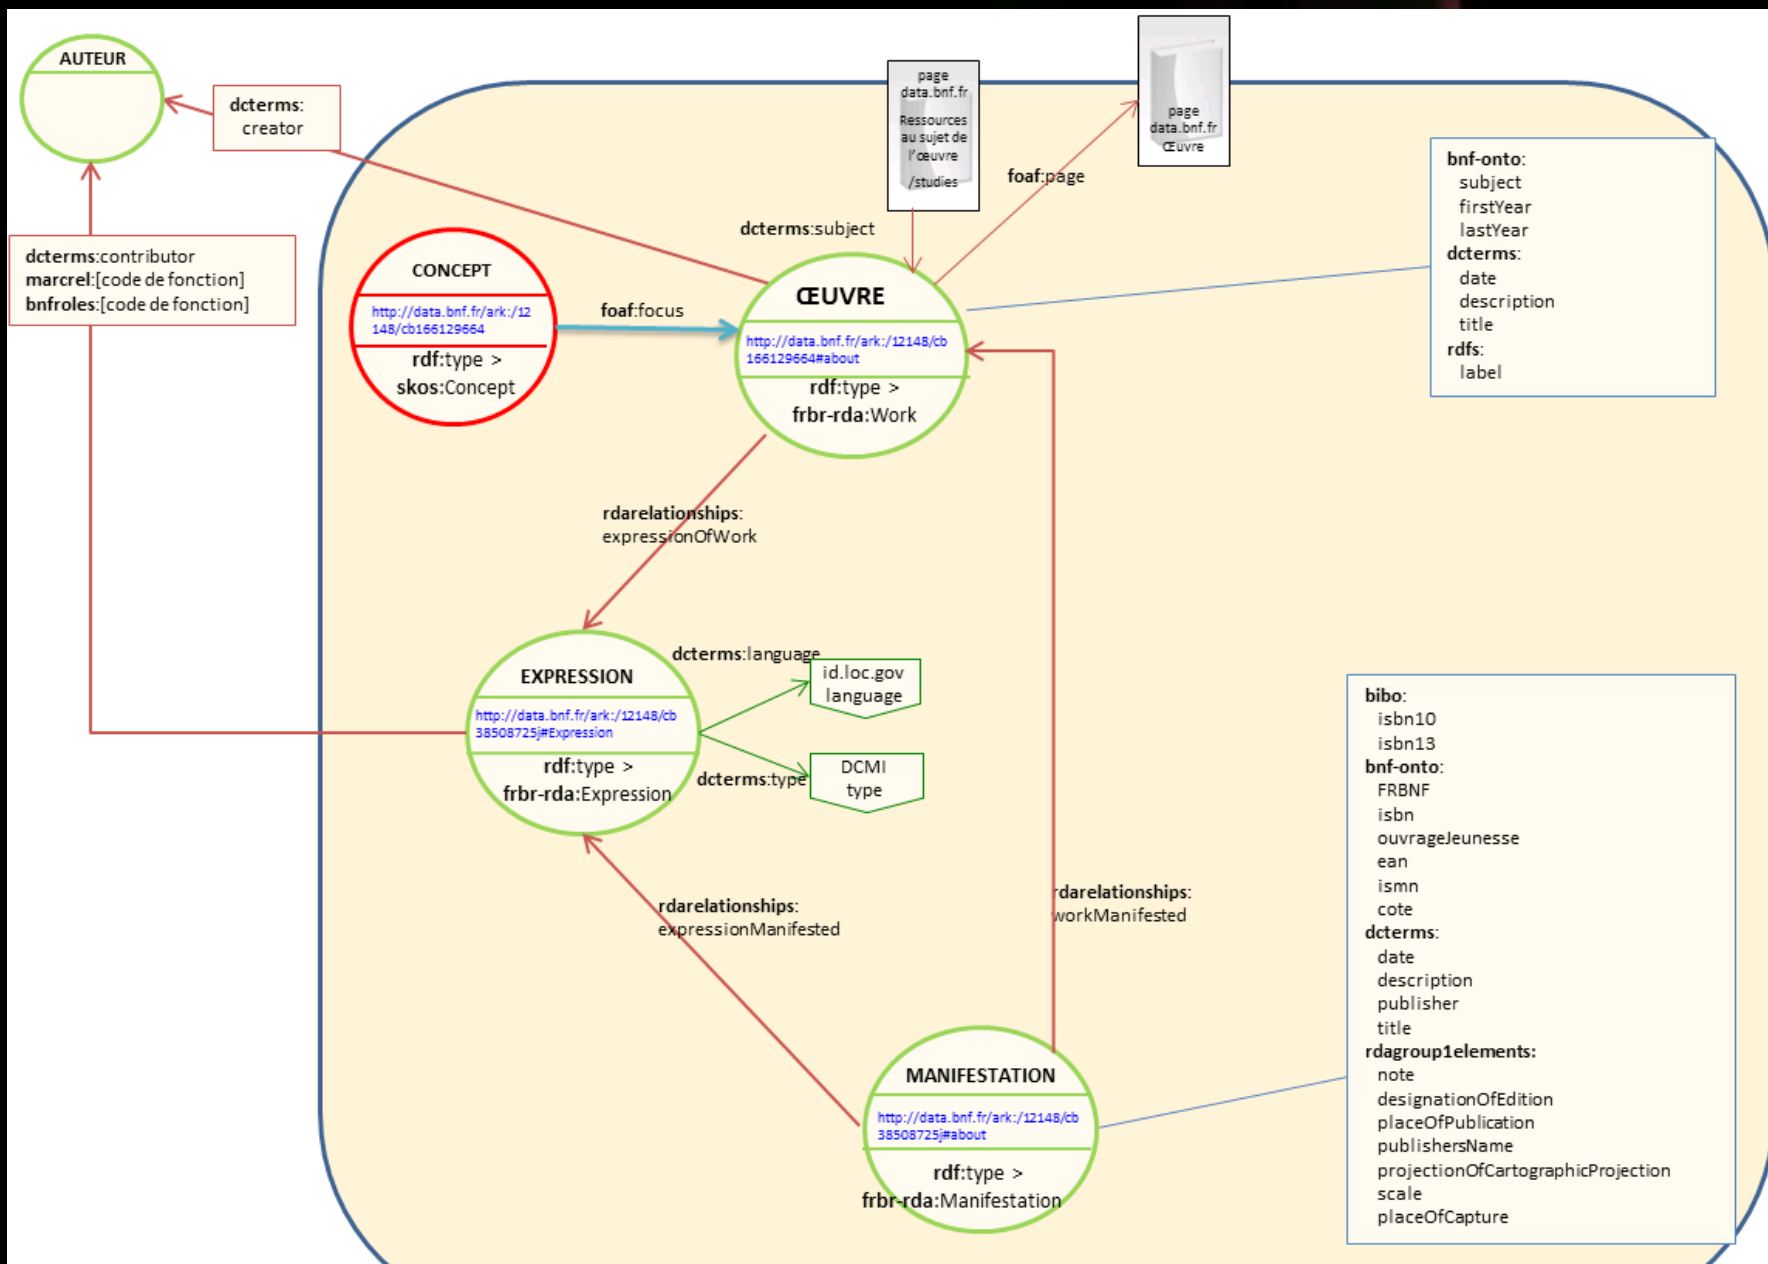 AUTEUR
dcterms:
creator
page
data.bnf.fr
Ressources
au sujet de
l'œuvre
/studies
page
data.bnf.fr
Œuvre
foaf:page
dcterms:subject
bnf-onto:
subject
firstYear
lastYear
dcterms:
date
description
title
rdfs:
label
dcterms:contributor
marcrel:[code de fonction]
bnfroles:[code de fonction]
CONCEPT
http://data.bnf.fr/ark:/12
148/cb166129664
rdf:type >
skos:Concept
foaf:focus
ŒUVRE
http://data.bnf.fr/ark:/12148/cb
166129664#about
rdf:type >
frbr-rda:Work
rdarelationships:
expressionOfWork
EXPRESSION
http://data.bnf.fr/ark:/12148/cb
38508725j#Expression
rdf:type >
frbr-rda:Expression
dcterms:language
id.loc.gov
language
dcterms:type
DCMI
type
rdarelationships:
expressionManifested
rdarelationships:
workManifested
MANIFESTATION
http://data.bnf.fr/ark:/12148/cb
38508725j#about
rdf:type >
frbr-rda:Manifestation
bibo:
isbn10
isbn13
bnf-onto:
FRBNF
isbn
ouvrageJeunesse
ean
ismn
cote
dcterms:
date
description
publisher
title
rdagroup1elements:
note
designationOfEdition
placeOfPublication
publishersName
projectionOfCartographicProjection
scale
placeOfCapture